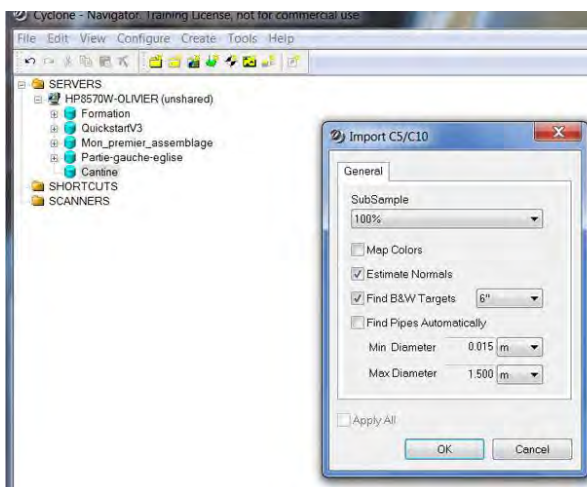 Cyclone - Navigator. Training License, not for commercial use
File Edit View Configure Create Tools Help
SERVERS
HP8570W-OLIVIER (unshared)
Formation
QuickstartV3
Mon_premier_assemblage
Partie-gauche-eglise
Cantine
SHORTCUTS
SCANNERS
Import C5/C10
General
SubSample
100%
Map Colors
Estimate Normals
Find B&W Targets 6"
Find Pipes Automatically
Min Diameter 0.015 m
Max Diameter 1.500 m
Apply All
OK Cancel